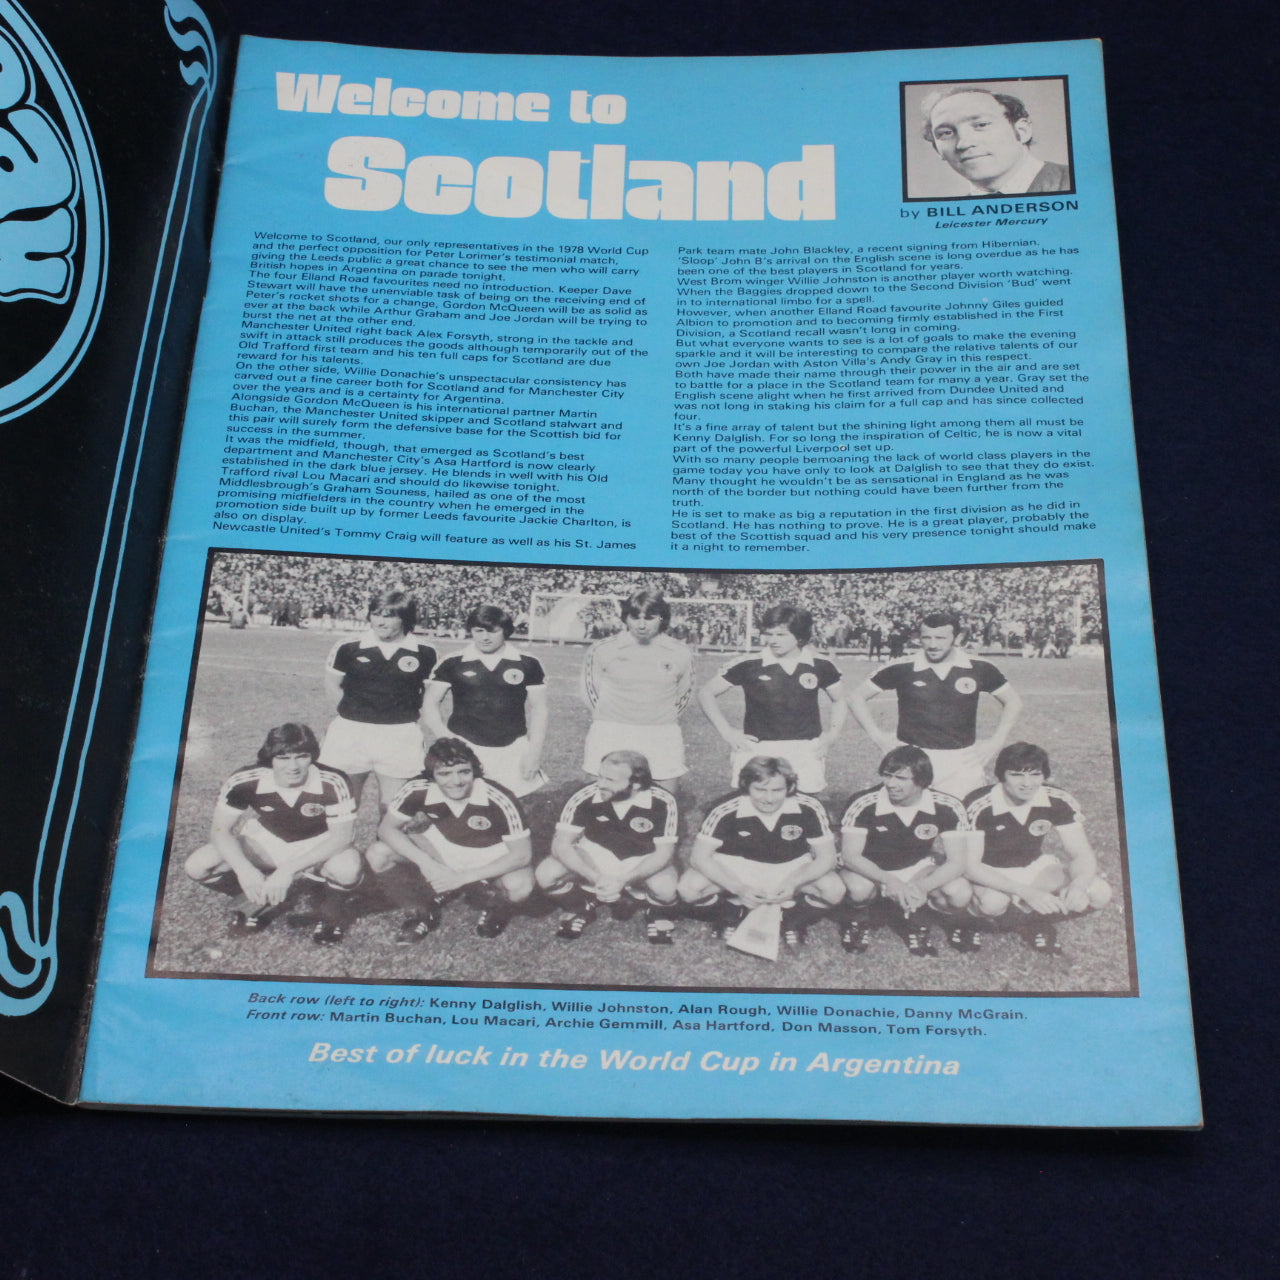 Welcome to
Scotland
by BILL ANDERSON
Leicester Mercury
Welcome to Scotland, our only representatives in the 1978 World Cup
and the perfect opposition for Peter Lorimer's testimonial match,
giving the Leeds public a great chance to see the men who will carry
British hopes in Argentina on parade tonight.
The four Elland Road favourites need no introduction. Keeper Dave
Stewart will have the unenviable task of being on the receiving end of
Peter's rocket shots for a change, Gordon McQueen will be as solid as
ever at the back while Arthur Graham and Joe Jordan will be trying to
burst the net at the other end.
Manchester United right back Alex Forsyth, strong in the tackle and
swift in attack still produces the goods although temporarily out of the
Old Trafford first team and his ten full caps for Scotland are due
reward for his talents.
On the other side, Willie Donachie's unspectacular consistency has
carved out a fine career both for Scotland and for Manchester City
over the years and is a certainty for Argentina.
Alongside Gordon McQueen is his international partner Martin
Buchan, the Manchester United skipper and Scotland stalwart and
this pair will surely form the defensive base for the Scottish bid for
success in the summer.
It was the midfield, though, that emerged as Scotland's best
department and Manchester City's Asa Hartford is now clearly
established in the dark blue jersey. He blends in well with his Old
Trafford rival Lou Macari and should do likewise tonight.
Middlesbrough's Graham Souness, hailed as one of the most
promising midfielders in the country when he emerged in the
promotion side built up by former Leeds favourite Jackie Charlton, is
also on display.
Newcastle United's Tommy Craig will feature as well as his St. James
Park team mate John Blackley, a recent signing from Hibernian.
'Sloop' John B's arrival on the English scene is long overdue as he has
been one of the best players in Scotland for years.
West Brom winger Willie Johnston is another player worth watching.
When the Baggies dropped down to the Second Division 'Bud' went
in to international limbo for a spell.
However, when another Elland Road favourite Johnny Giles guided
Albion to promotion and to becoming firmly established in the First
Division, a Scotland recall wasn't long in coming.
But what everyone wants to see is a lot of goals to make the evening
sparkle and it will be interesting to compare the relative talents of our
own Joe Jordan with Aston Villa's Andy Gray in this respect.
Both have made their name through their power in the air and are set
to battle for a place in the Scotland team for many a year. Gray set the
English scene alight when he first arrived from Dundee United and
was not long in staking his claim for a full cap and has since collected
four.
It's a fine array of talent but the shining light among them all must be
Kenny Dalglish. For so long the inspiration of Celtic, he is now a vital
part of the powerful Liverpool set up.
With so many people bemoaning the lack of world class players in the
game today you have only to look at Dalglish to see that they do exist.
Many thought he wouldn't be as sensational in England as he was
north of the border but nothing could have been further from the
truth.
He is set to make as big a reputation in the first division as he did in
Scotland. He has nothing to prove. He is a great player, probably the
best of the Scottish squad and his very presence tonight should make
it a night to remember.
Back row (left to right): Kenny Dalglish, Willie Johnston, Alan Rough, Willie Donachie, Danny McGrain.
Front row: Martin Buchan, Lou Macari, Archie Gemmill, Asa Hartford, Don Masson, Tom Forsyth.
Best of luck in the World Cup in Argentina